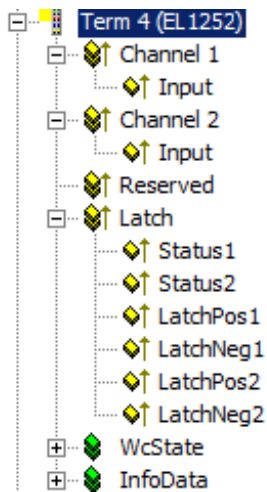 Term 4 (EL1252)
Channel 1
Input
Channel 2
Input
Reserved
Latch
Status1
Status2
LatchPos1
LatchNeg1
LatchPos2
LatchNeg2
WcState
InfoData